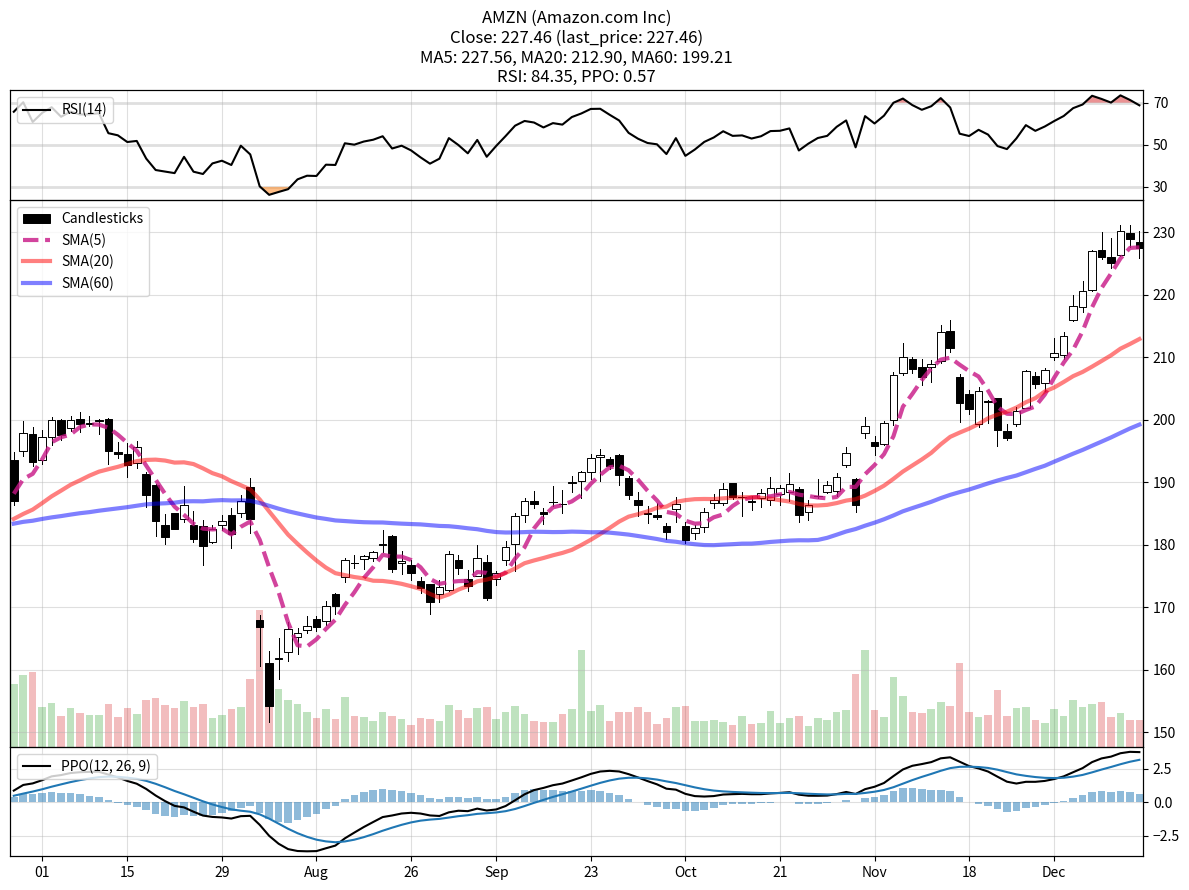 AMZN (Amazon.com Inc)
Close: 227.46 (last_price: 227.46)
MA5: 227.56, MA20: 212.90, MA60: 199.21
RSI: 84.35, PPO: 0.57
RSI(14)
70
50
30
Candlesticks
SMA(5)
SMA(20)
SMA(60)
230
220
210
200
190
180
170
160
150
PPO(12, 26, 9)
2.5
0.0
−2.5
01 15 29 Aug 26 Sep 23 Oct 21 Nov 18 Dec